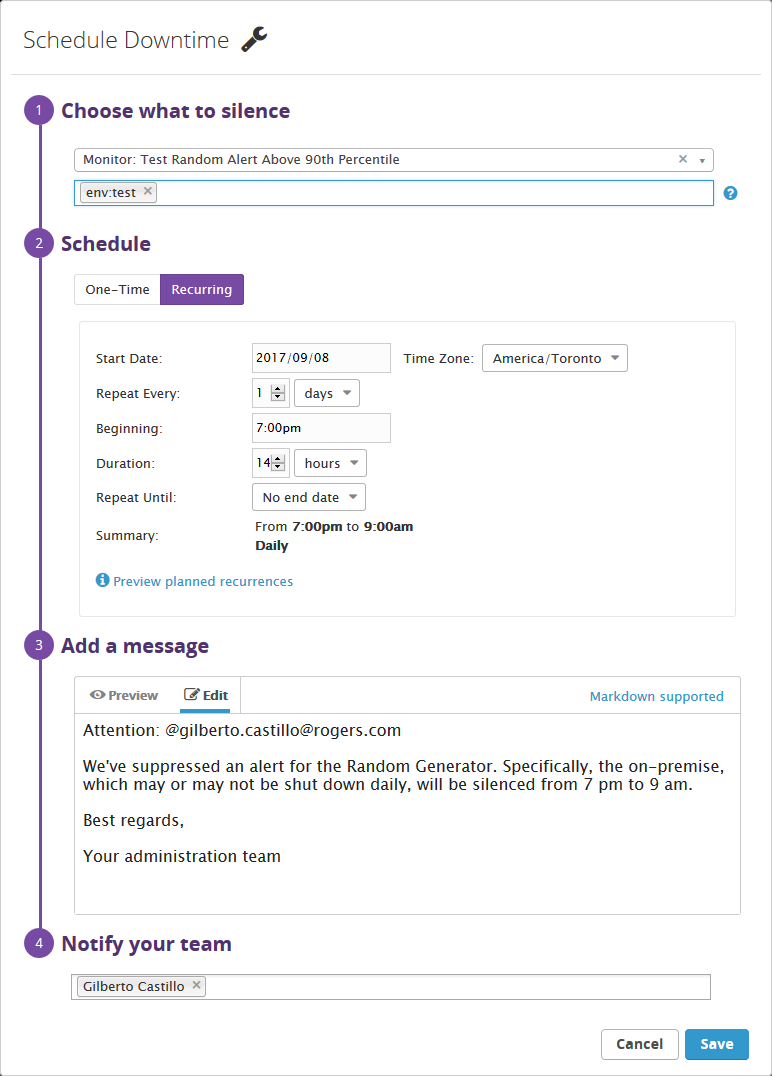 Schedule Downtime
1 Choose what to silence
Monitor: Test Random Alert Above 90th Percentile × ▾
env:test × ?
2 Schedule
One-Time Recurring
Start Date: 2017/09/08 Time Zone: America/Toronto
Repeat Every: 1 days
Beginning: 7:00pm
Duration: 14 hours
Repeat Until: No end date
Summary: From 7:00pm to 9:00am
Daily
Preview planned recurrences
3 Add a message
Preview Edit Markdown supported
Attention: @gilberto.castillo@rogers.com
We've suppressed an alert for the Random Generator. Specifically, the on-premise,
which may or may not be shut down daily, will be silenced from 7 pm to 9 am.
Best regards,
Your administration team
4 Notify your team
Gilberto Castillo ×
Cancel Save